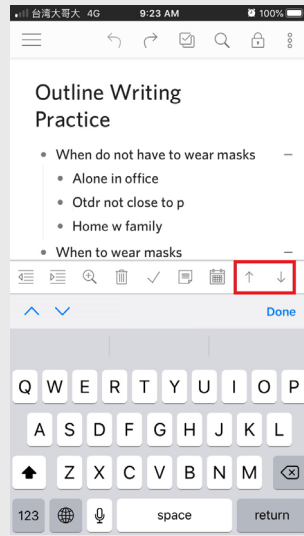 台湾大哥大 4G 9:23 AM 100%
Outline Writing
Practice
When do not have to wear masks
Alone in office
Otdr not close to p
Home w family
When to wear masks
Done
Q W E R T Y U I O P
A S D F G H J K L
Z X C V B N M
123 space return